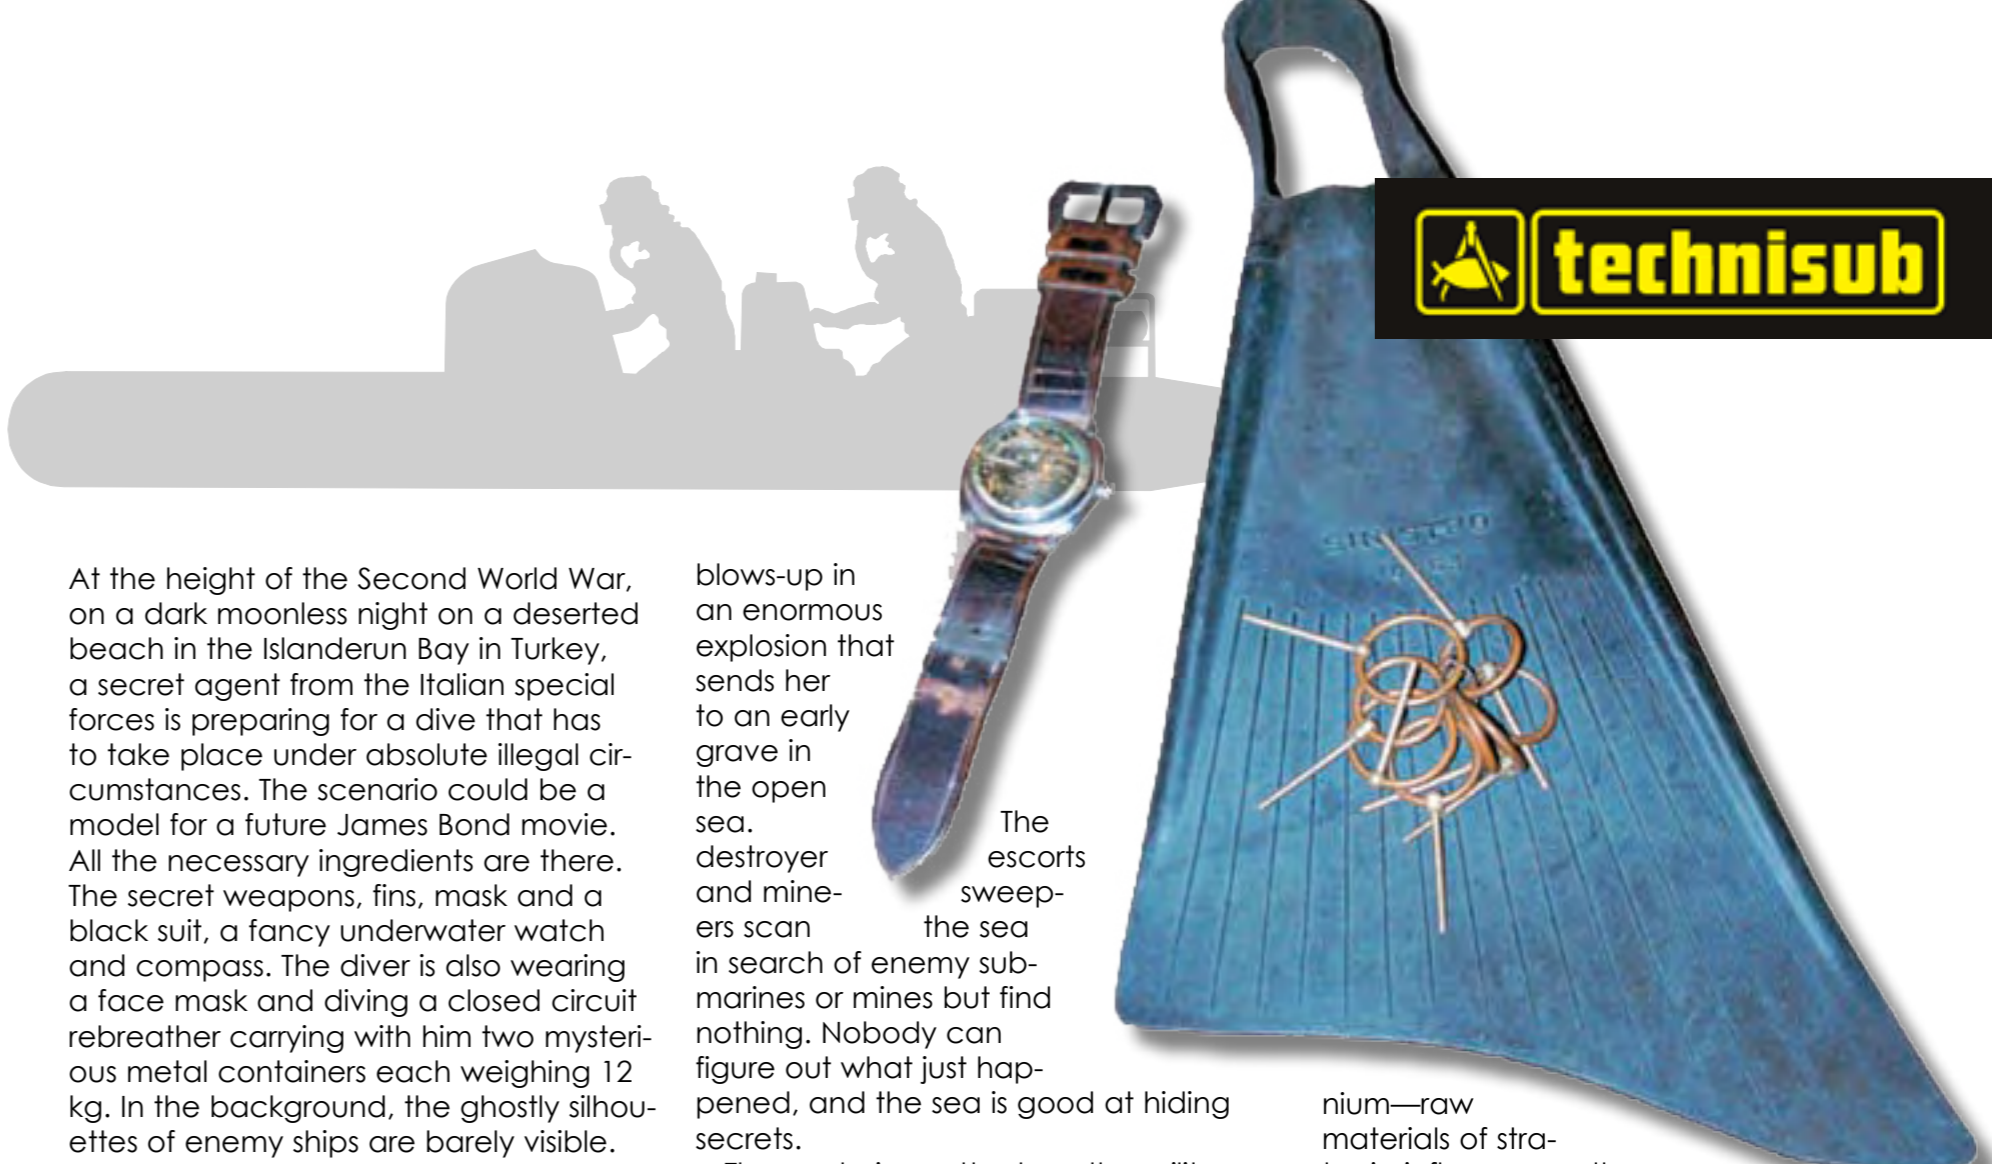 technisub
SINISTRO
At the height of the Second World War,
on a dark moonless night on a deserted
beach in the Islanderun Bay in Turkey,
a secret agent from the Italian special
forces is preparing for a dive that has
to take place under absolute illegal cir-
cumstances. The scenario could be a
model for a future James Bond movie.
All the necessary ingredients are there.
The secret weapons, fins, mask and a
black suit, a fancy underwater watch
and compass. The diver is also wearing
a face mask and diving a closed circuit
rebreather carrying with him two mysteri-
ous metal containers each weighing 12
kg. In the background, the ghostly silhou-
ettes of enemy ships are barely visible.
blows-up in
an enormous
explosion that
sends her
to an early
grave in
the open
sea. The
destroyer escorts
and mine- sweep-
ers scan the sea
in search of enemy sub-
marines or mines but find
nothing. Nobody can
figure out what just hap-
pened, and the sea is good at hiding
secrets.
nium—raw
materials of stra-